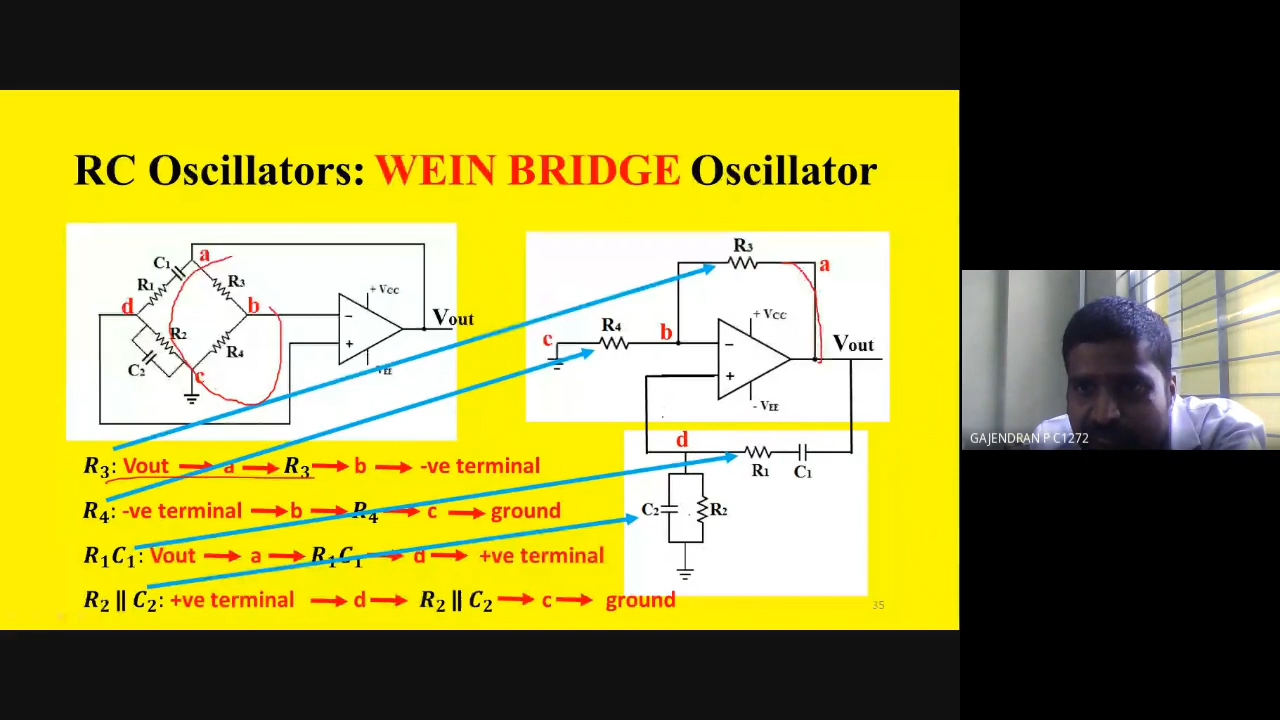 RC Oscillators: WEIN BRIDGE Oscillator
a
C1
R1
R3
d
b
+ VCC
−
Vout
R2
R4
+
C2
c
VEE
R3
a
R4
c
b
+ VCC
−
Vout
+
- VEE
d
R1
C1
C2
R2
R3: Vout → a → R3 → b → -ve terminal
R4: -ve terminal → b → R4 → c → ground
R1C1: Vout → a → R1C1 → d → +ve terminal
R2 ∥ C2: +ve terminal → d → R2 ∥ C2 → c → ground
35
GAJENDRAN P C1272